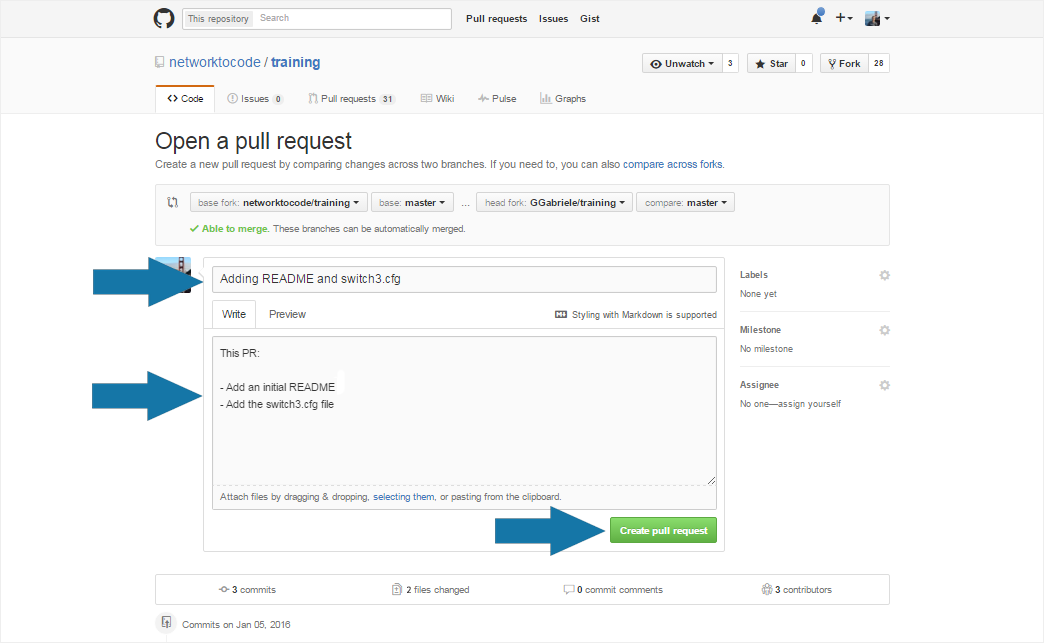 This repository Search Pull requests Issues Gist
networktocode / training Unwatch 3 Star 0 Fork 28
Code Issues 0 Pull requests 31 Wiki Pulse Graphs
Open a pull request
Create a new pull request by comparing changes across two branches. If you need to, you can also compare across forks.
base fork: networktocode/training base: master ... head fork: GGabriele/training compare: master
Able to merge. These branches can be automatically merged.
Adding README and switch3.cfg
Write Preview Styling with Markdown is supported
This PR:
- Add an initial README
- Add the switch3.cfg file
Attach files by dragging & dropping, selecting them, or pasting from the clipboard.
Create pull request
Labels
None yet
Milestone
No milestone
Assignee
No one—assign yourself
3 commits 2 files changed 0 commit comments 3 contributors
Commits on Jan 05, 2016